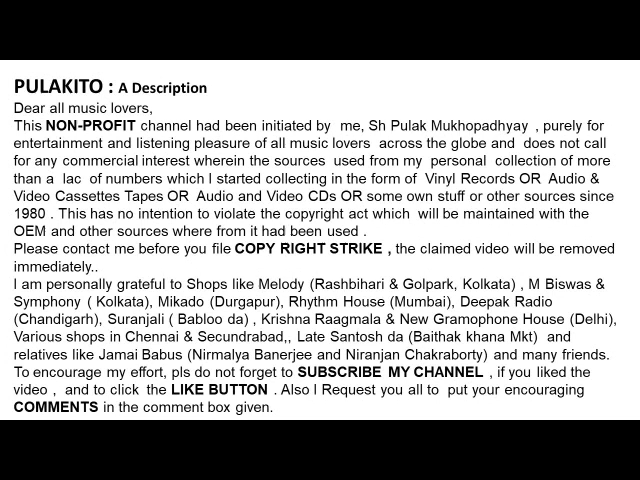 PULAKITO : A Description
Dear all music lovers,
This NON-PROFIT channel had been initiated by me, Sh Pulak Mukhopadhyay , purely for
entertainment and listening pleasure of all music lovers across the globe and does not call
for any commercial interest wherein the sources used from my personal collection of more
than a lac of numbers which I started collecting in the form of Vinyl Records OR Audio &
Video Cassettes Tapes OR Audio and Video CDs OR some own stuff or other sources since
1980 . This has no intention to violate the copyright act which will be maintained with the
OEM and other sources where from it had been used .
Please contact me before you file COPY RIGHT STRIKE , the claimed video will be removed
immediately..
I am personally grateful to Shops like Melody (Rashbihari & Golpark, Kolkata) , M Biswas &
Symphony ( Kolkata), Mikado (Durgapur), Rhythm House (Mumbai), Deepak Radio
(Chandigarh), Suranjali ( Babloo da) , Krishna Raagmala & New Gramophone House (Delhi),
Various shops in Chennai & Secundrabad,, Late Santosh da (Baithak khana Mkt) and
relatives like Jamai Babus (Nirmalya Banerjee and Niranjan Chakraborty) and many friends.
To encourage my effort, pls do not forget to SUBSCRIBE MY CHANNEL , if you liked the
video , and to click the LIKE BUTTON . Also I Request you all to put your encouraging
COMMENTS in the comment box given.